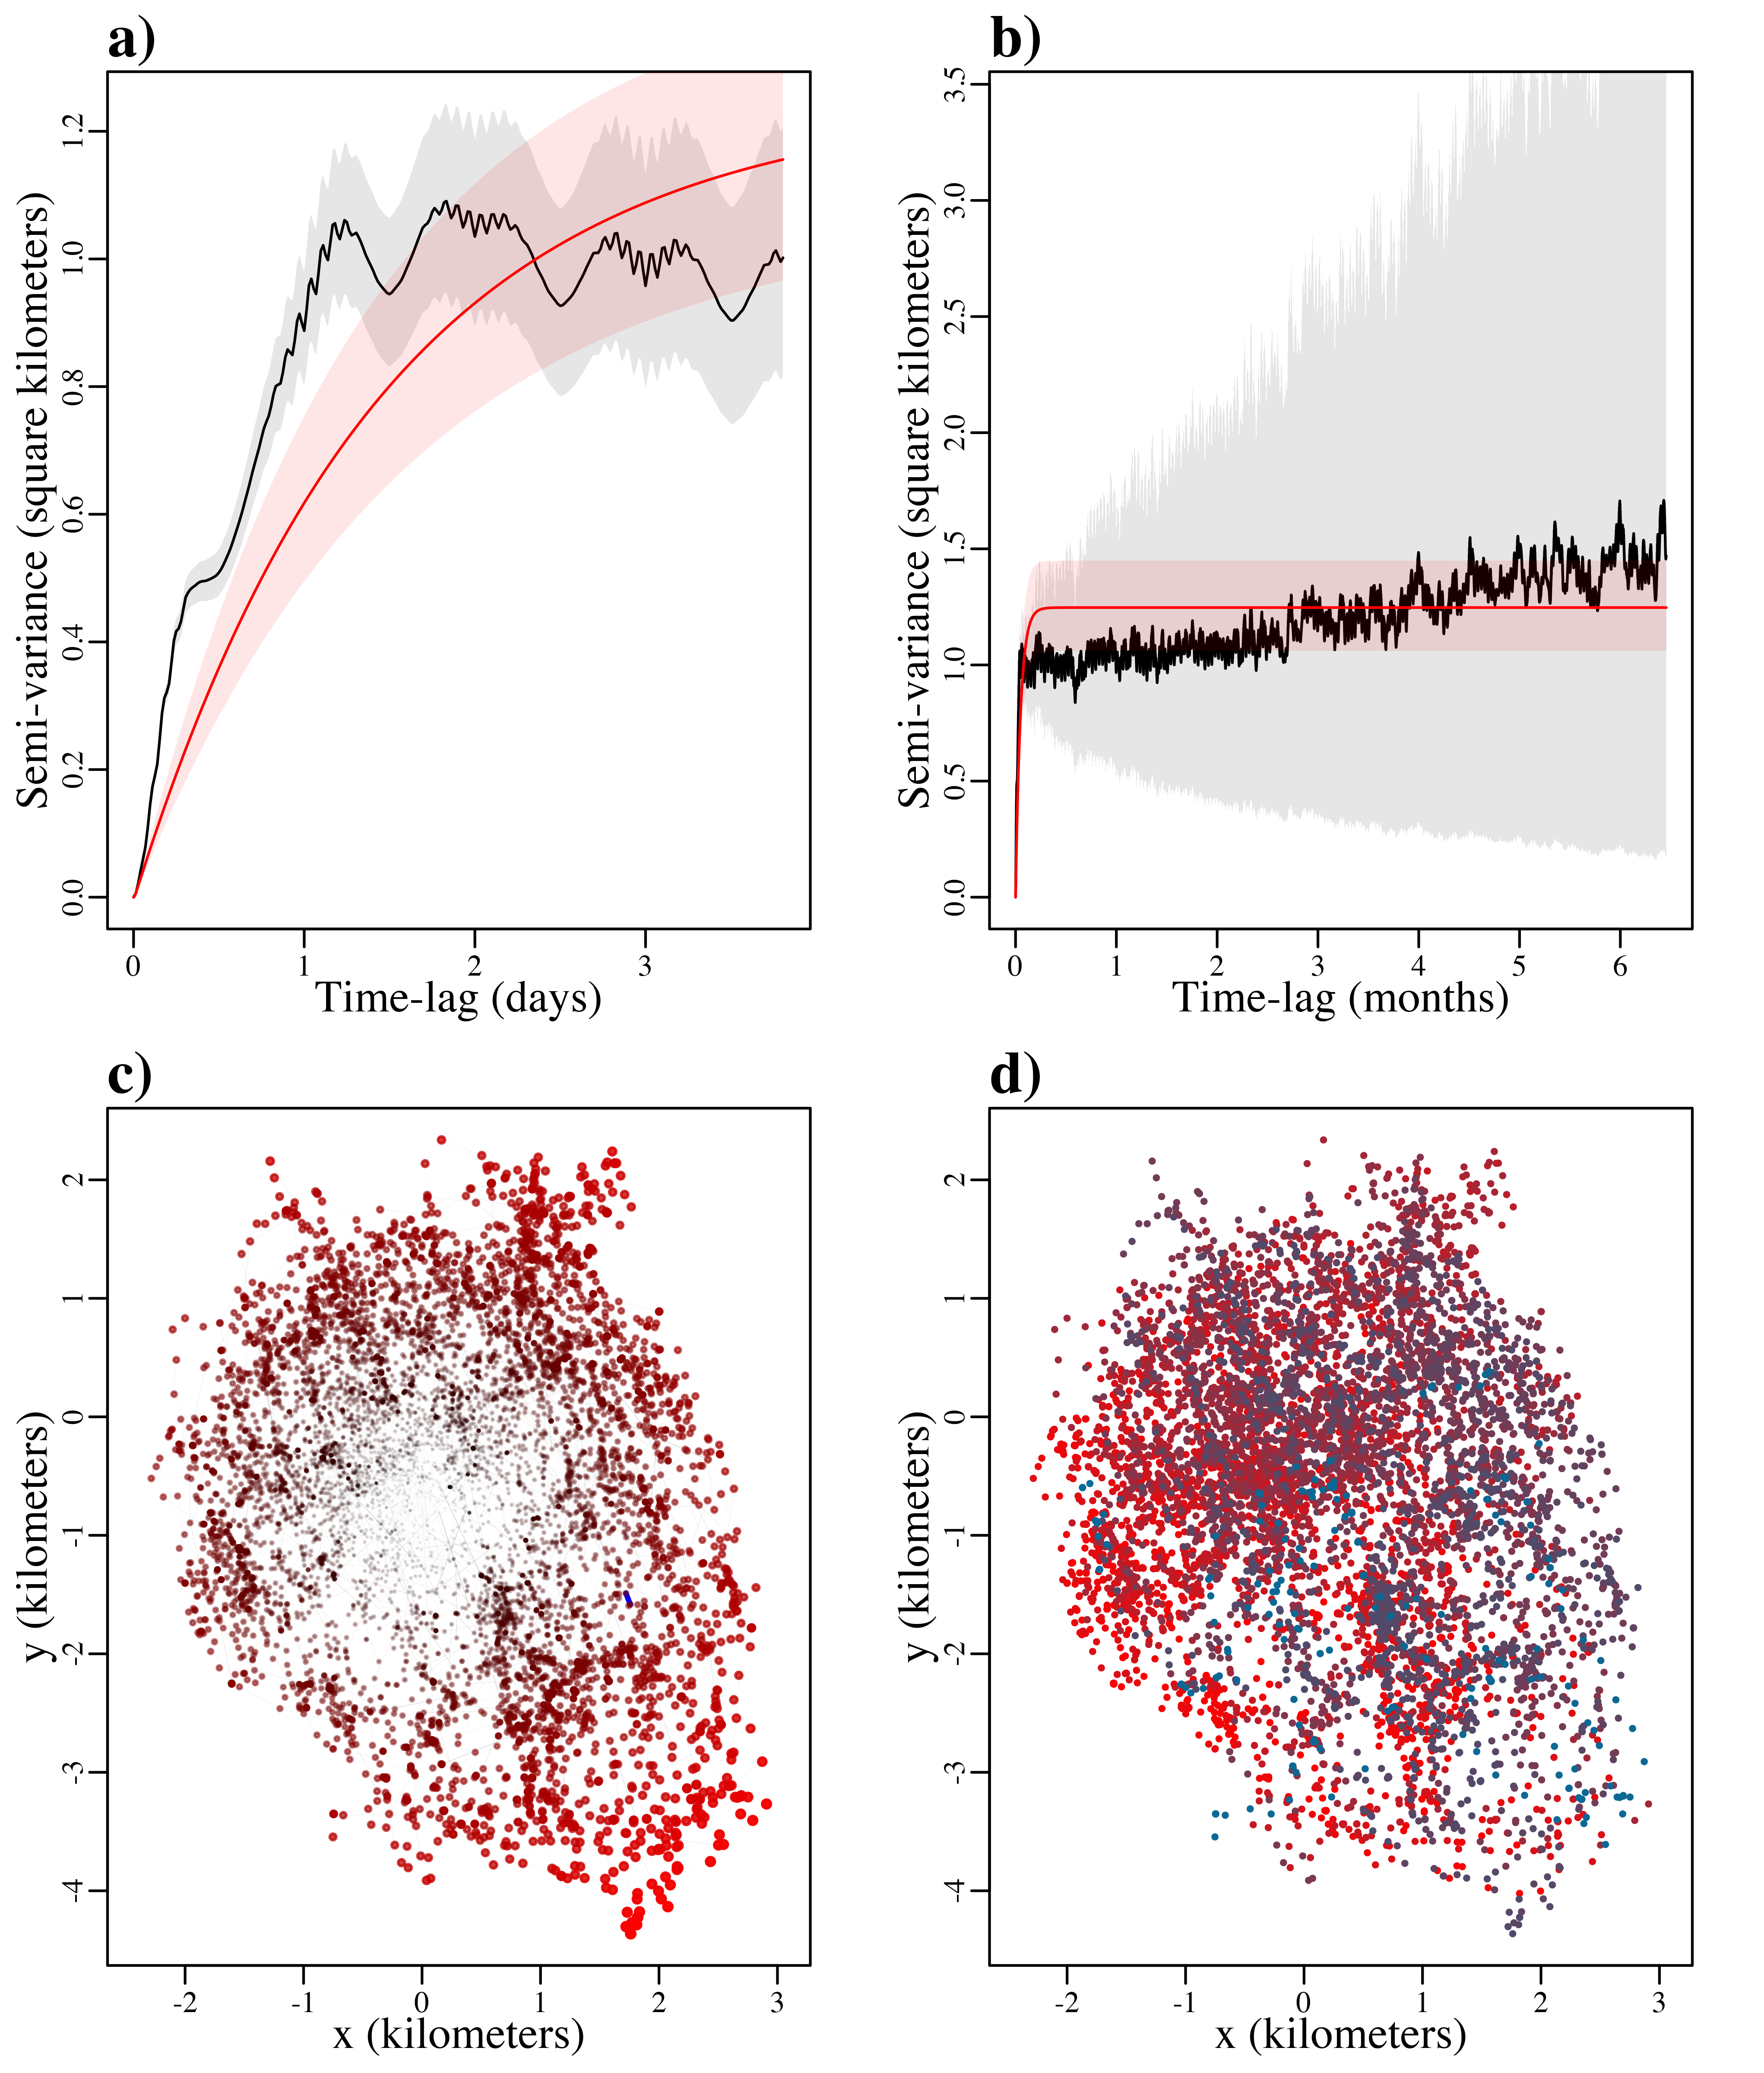 a)
Semi-variance (square kilometers)
0.0 0.2 0.4 0.6 0.8 1.0 1.2
0 1 2 3
Time-lag (days)
b)
Semi-variance (square kilometers)
0.0 0.5 1.0 1.5 2.0 2.5 3.0 3.5
0 1 2 3 4 5 6
Time-lag (months)
c)
y (kilometers)
-4 -3 -2 -1 0 1 2
-2 -1 0 1 2 3
x (kilometers)
d)
y (kilometers)
-4 -3 -2 -1 0 1 2
-2 -1 0 1 2 3
x (kilometers)